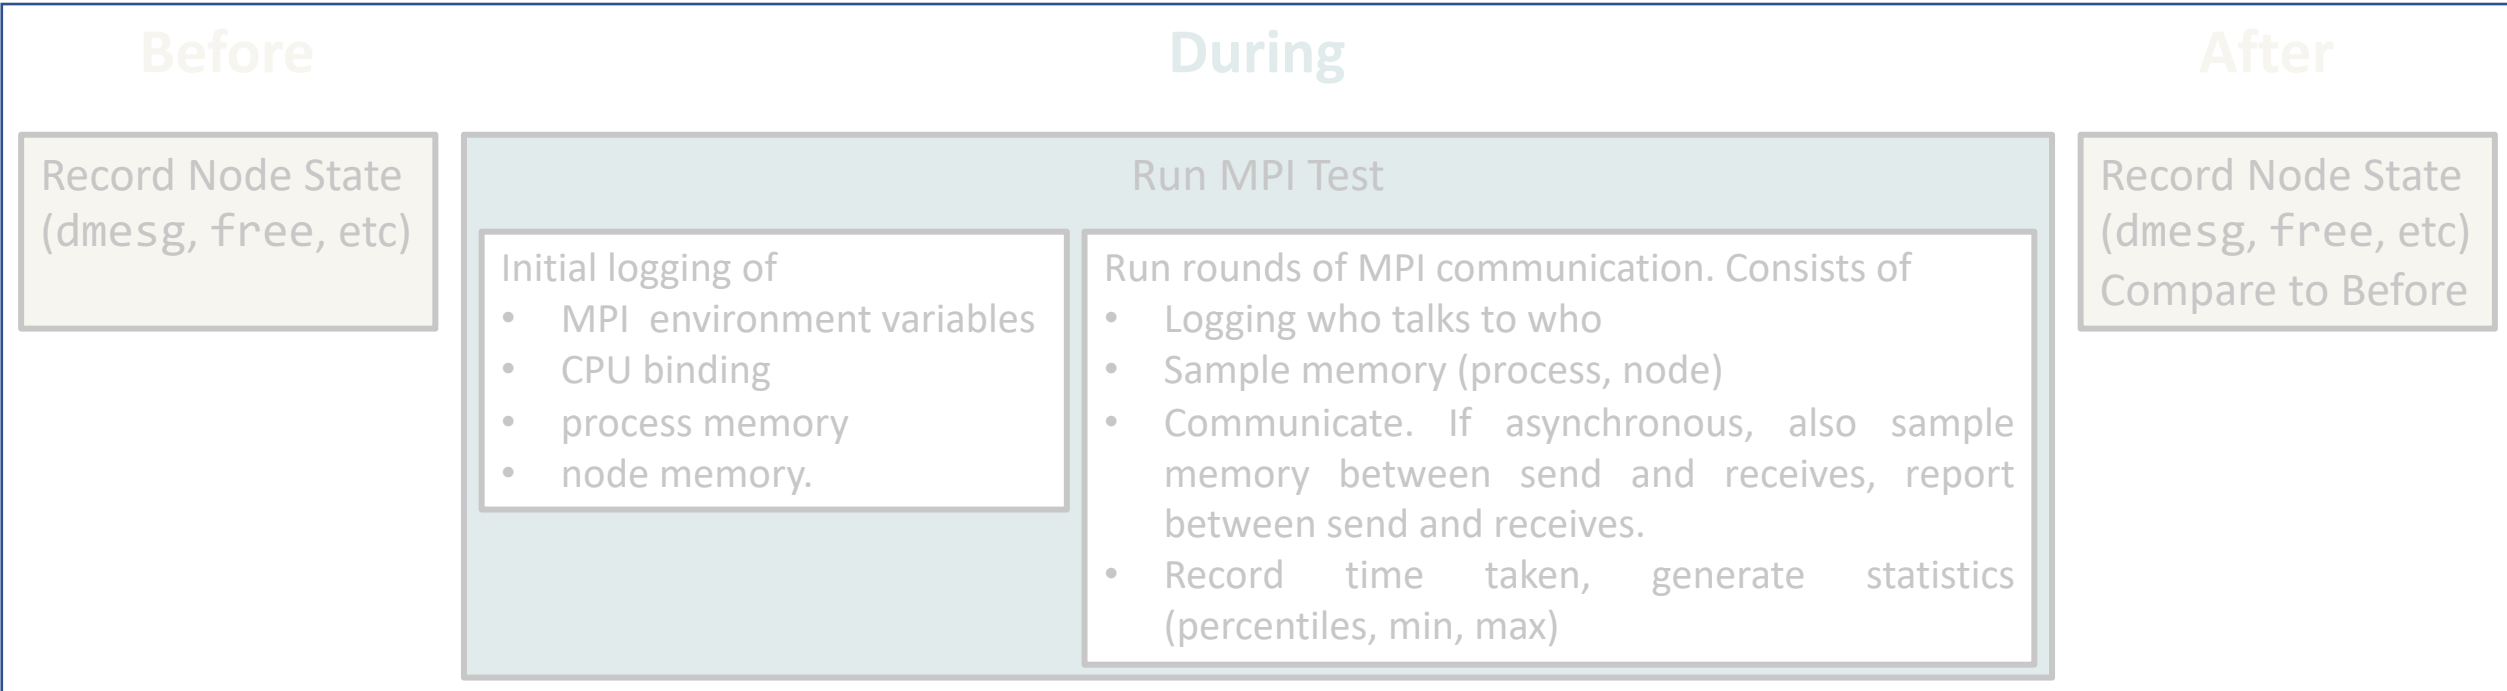 Before
During
After
Record Node State
(dmesg, free, etc)
Run MPI Test
Initial logging of
• MPI  environment variables
• CPU binding
• process memory
• node memory.
Run rounds of MPI communication. Consists of
• Logging who talks to who
• Sample memory (process, node)
• Communicate. If asynchronous, also sample
memory between send and receives, report
between send and receives.
• Record time taken, generate statistics
(percentiles, min, max)
Record Node State
(dmesg, free, etc)
Compare to Before